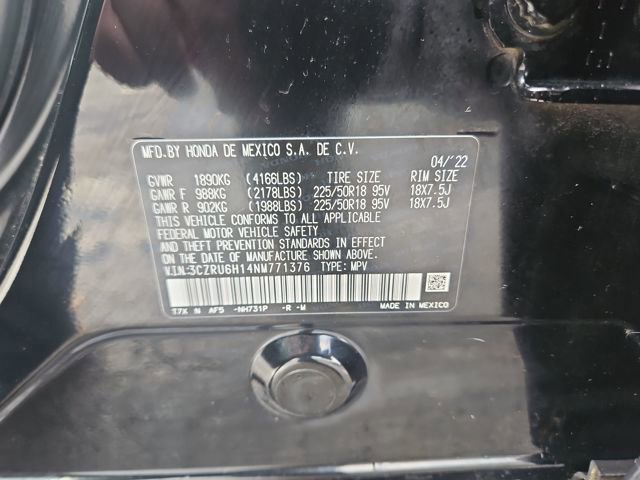 MFD.BY HONDA DE MEXICO S.A. DE C.V.
04/'22
GVWR 1890KG (4166LBS) TIRE SIZE RIM SIZE
GAWR F 988KG (2178LBS) 225/50R18 95V 18X7.5J
GAWR R 902KG (1988LBS) 225/50R18 95V 18X7.5J
THIS VEHICLE CONFORMS TO ALL APPLICABLE
FEDERAL MOTOR VEHICLE SAFETY
THEFT PREVENTION STANDARDS IN EFFECT
ON THE DATE OF MANUFACTURE SHOWN ABOVE.
V.I.N:3CZRU6H14NM771376 TYPE: MPV
T7X N AF5 -NH731P -R -M MADE IN MEXICO